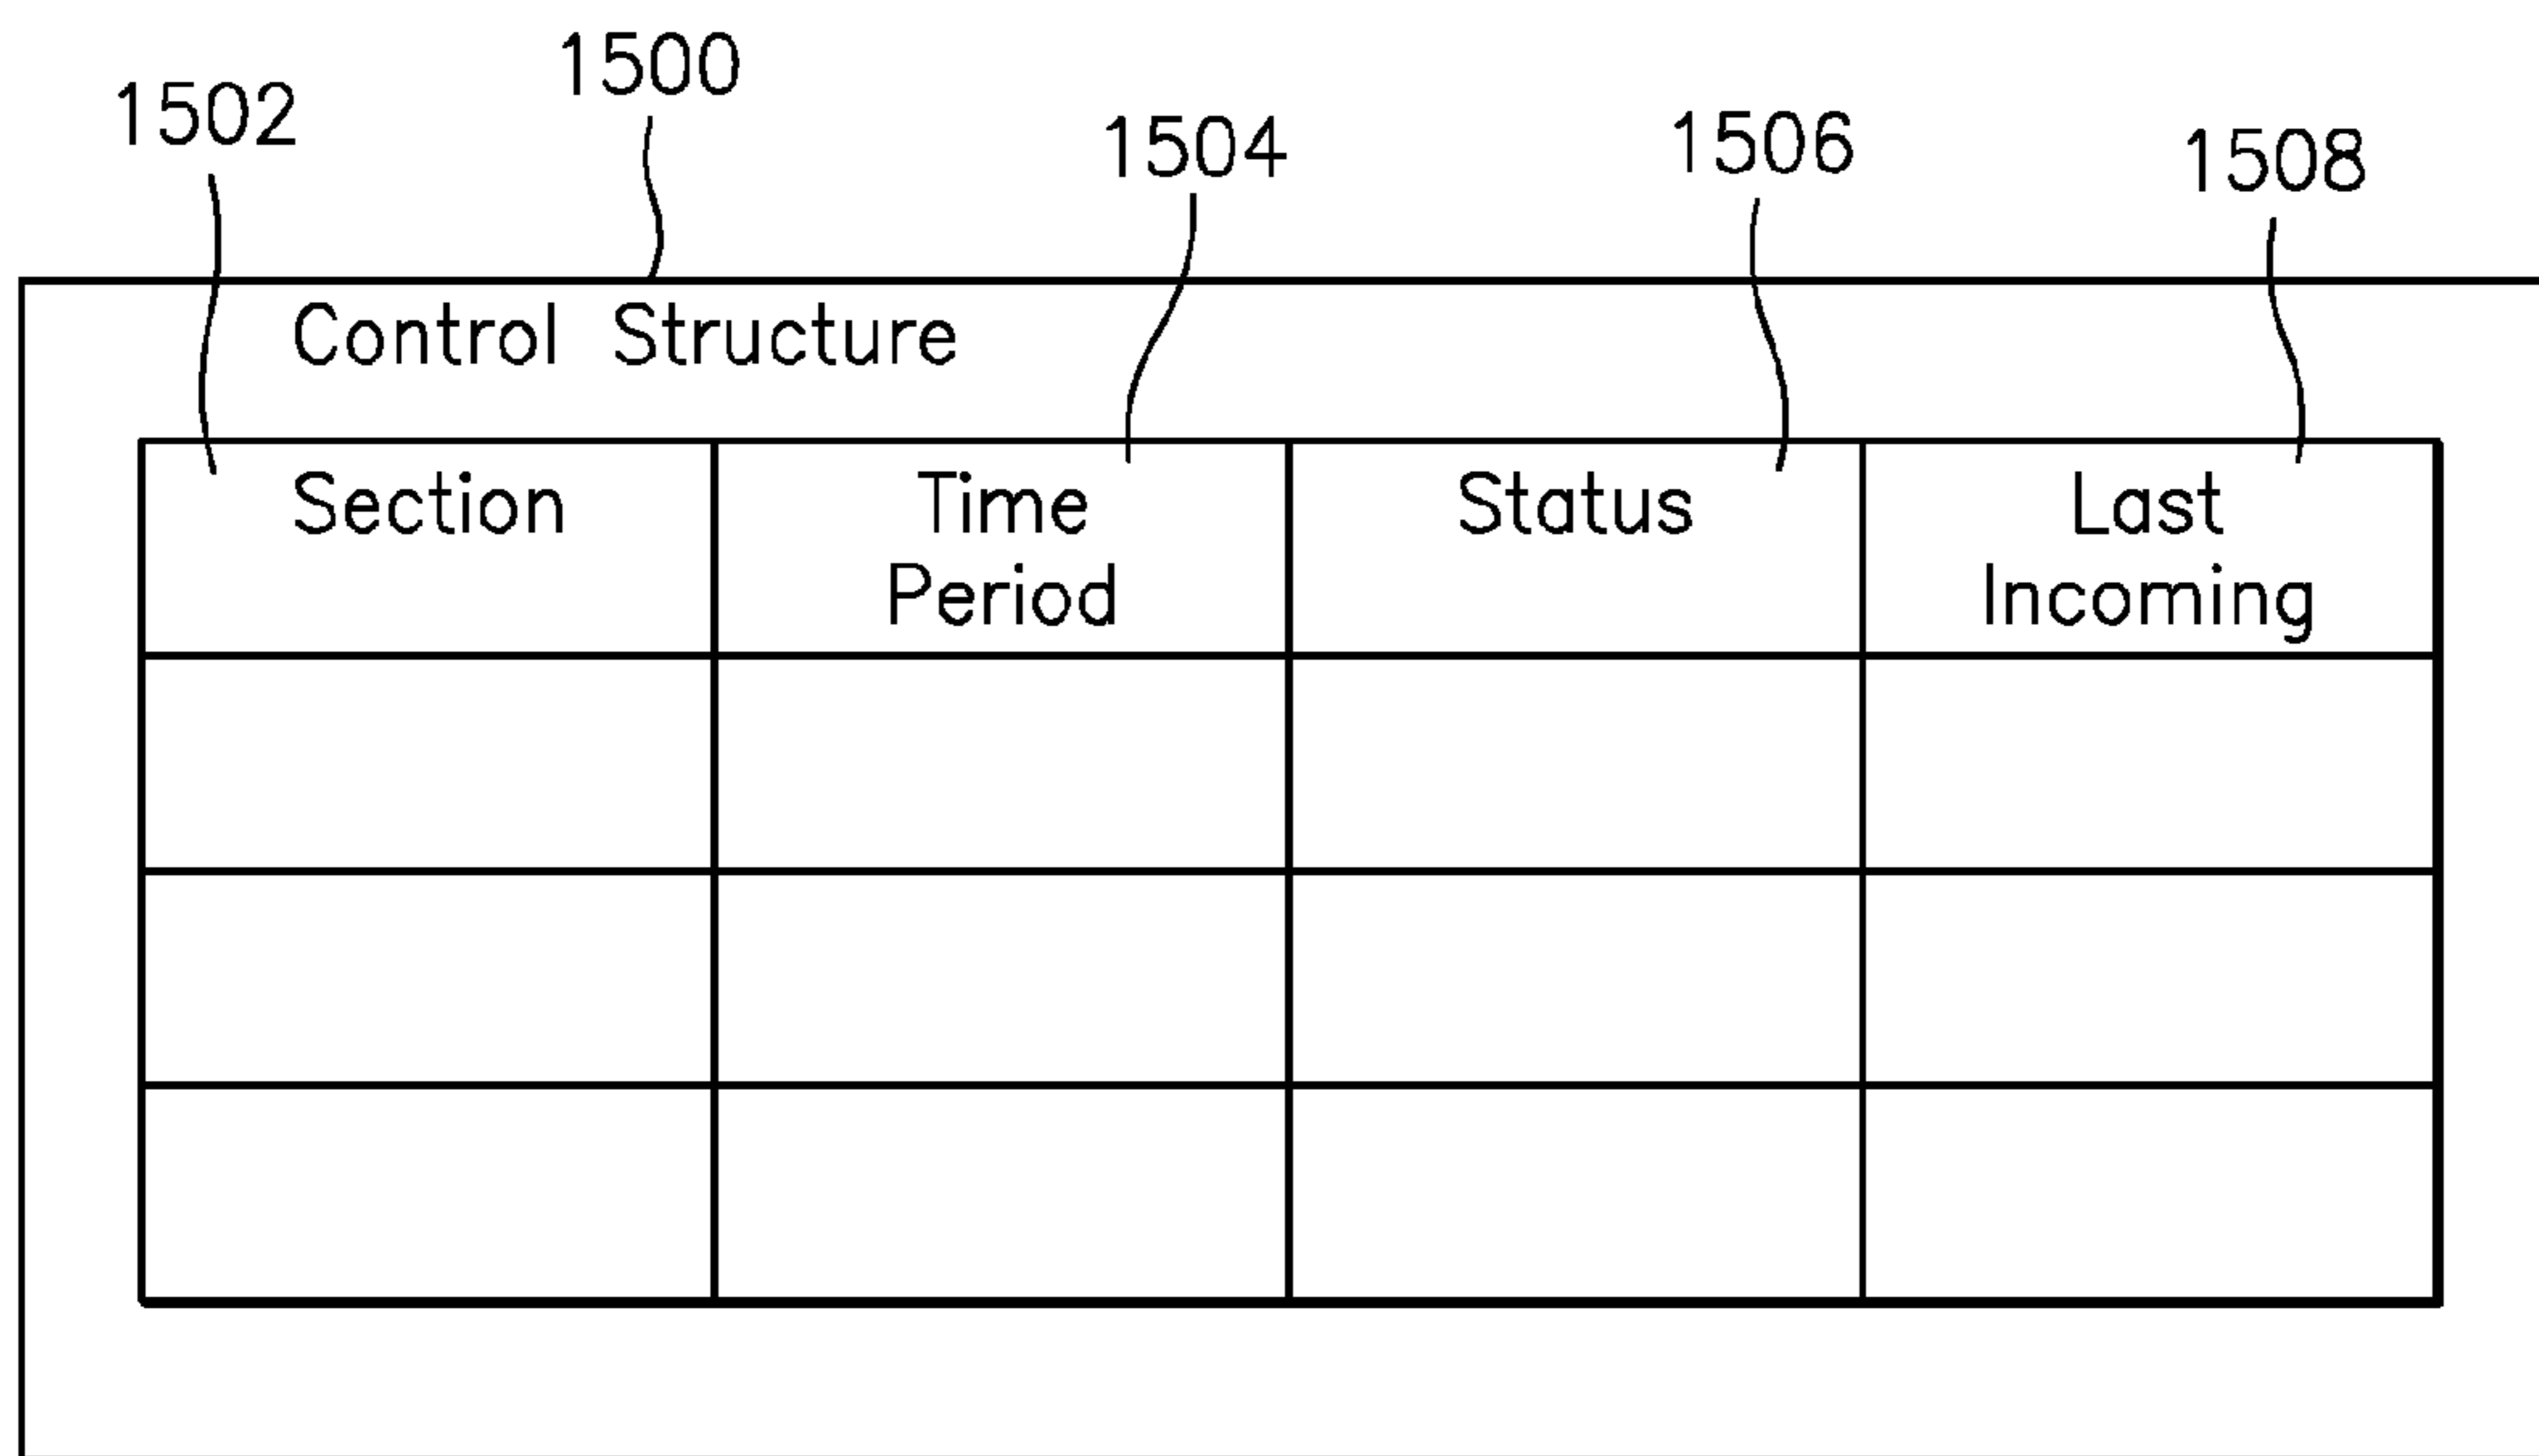 1500
1502
1504
1506
1508
Control Structure
Section
Time
Period
Status
Last
Incoming